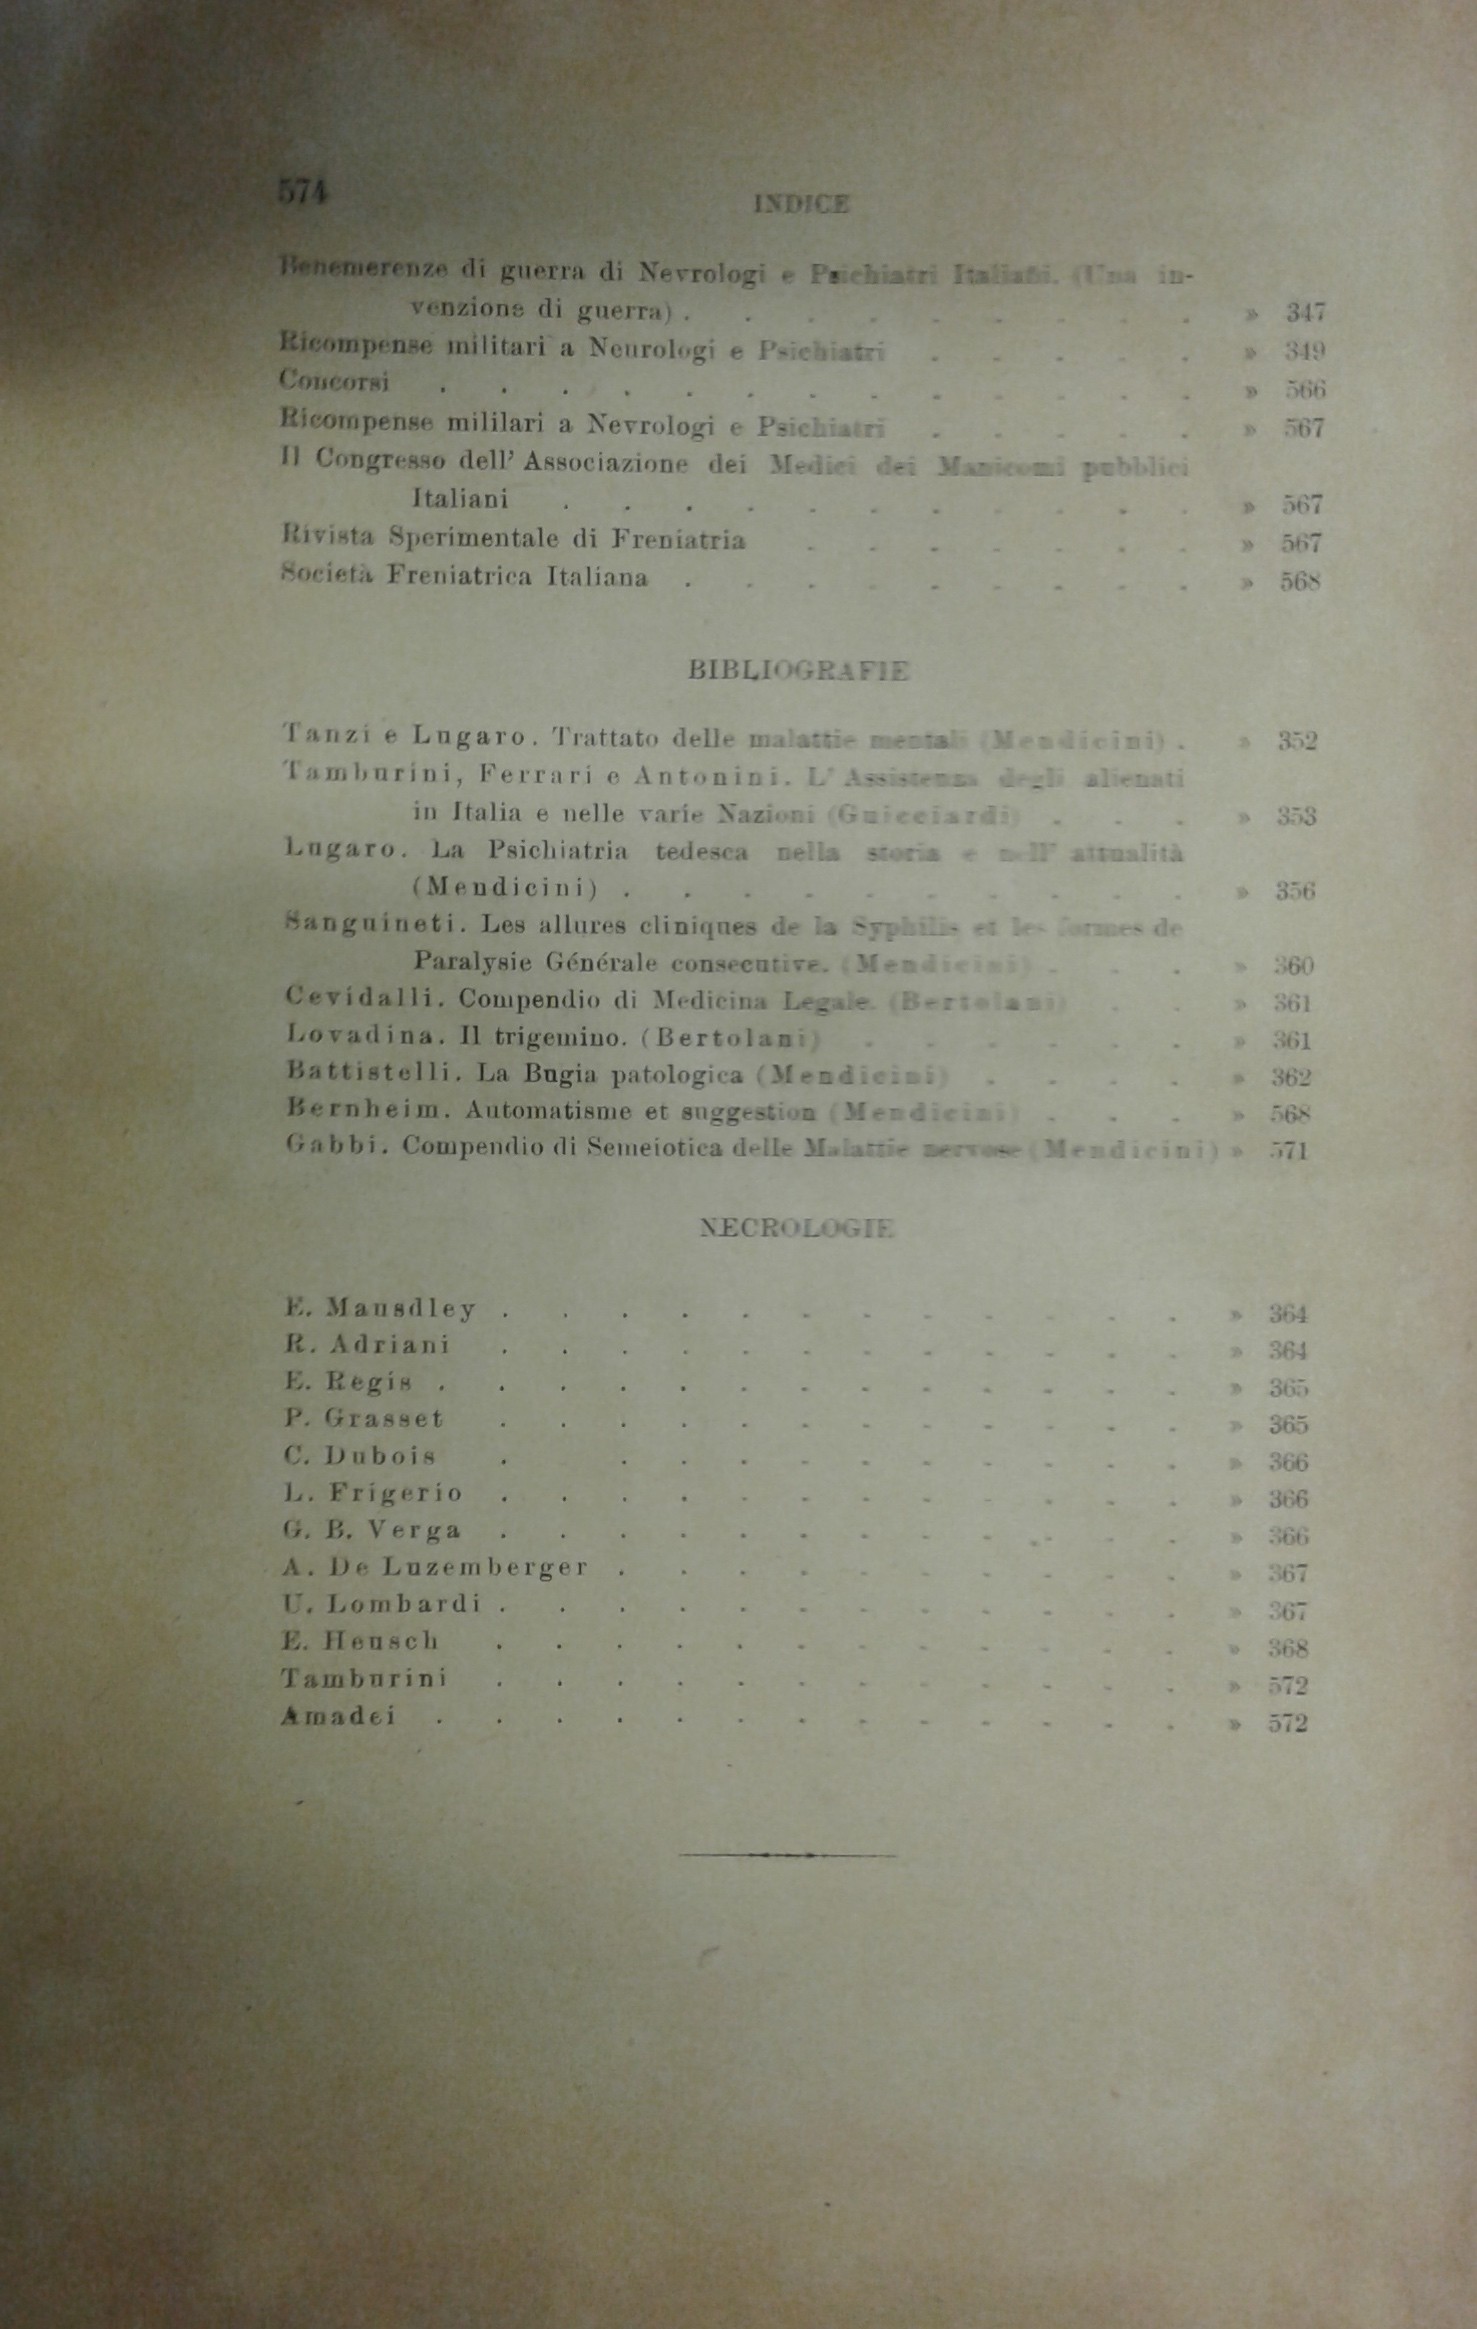 574
INDICE
Benemerenze di guerra di Nevrologi e Psichiatri Italiani. (Una in-
venzione di guerra) . . . . . . . . . . » 347
Ricompense militari a Neurologi e Psichiatri . . . . . » 349
Concorsi . . . . . . . . . . . . . » 566
Ricompense mililari a Nevrologi e Psichiatri . . . . . » 567
Il Congresso dell' Associazione dei Medici dei Manicomi pubblici
Italiani . . . . . . . . . . . » 567
Rivista Sperimentale di Freniatria . . . . . . . » 567
Società Freniatrica Italiana . . . . . . . . . » 568
BIBLIOGRAFIE
Tanzi e Lugaro. Trattato delle malattie mentali (Mendicini) . » 352
Tamburini, Ferrari e Antonini. L' Assistenza degli alienati
in Italia e nelle varie Nazioni (Guicciardi) . . . » 353
Lugaro. La Psichiatria tedesca nella storia e nell' attualità
(Mendicini) . . . . . . . . . . » 356
Sanguineti. Les allures cliniques de la Syphilis et les formes de
Paralysie Générale consecutive. (Mendicini) . . . » 360
Cevidalli. Compendio di Medicina Legale. (Bertolani) . . » 361
Lovadina. Il trigemino. (Bertolani) . . . . . . » 361
Battistelli. La Bugia patologica (Mendicini) . . . . » 362
Bernheim. Automatisme et suggestion (Mendicini) . . . » 568
Gabbi. Compendio di Semeiotica delle Malattie nervose (Mendicini) » 571
NECROLOGIE
E. Mausdley . . . . . . . . . . . . » 364
R. Adriani . . . . . . . . . . . . » 364
E. Regis . . . . . . . . . . . . . » 365
P. Grasset . . . . . . . . . . . . » 365
C. Dubois . . . . . . . . . . . » 366
L. Frigerio . . . . . . . . . . . . » 366
G. B. Verga . . . . . . . . . . . . » 366
A. De Luzemberger . . . . . . . . . . » 367
U. Lombardi . . . . . . . . . . . . » 367
E. Heusch . . . . . . . . . . . . » 368
Tamburini . . . . . . . . . . . . » 572
Amadei . . . . . . . . . . . . . » 572